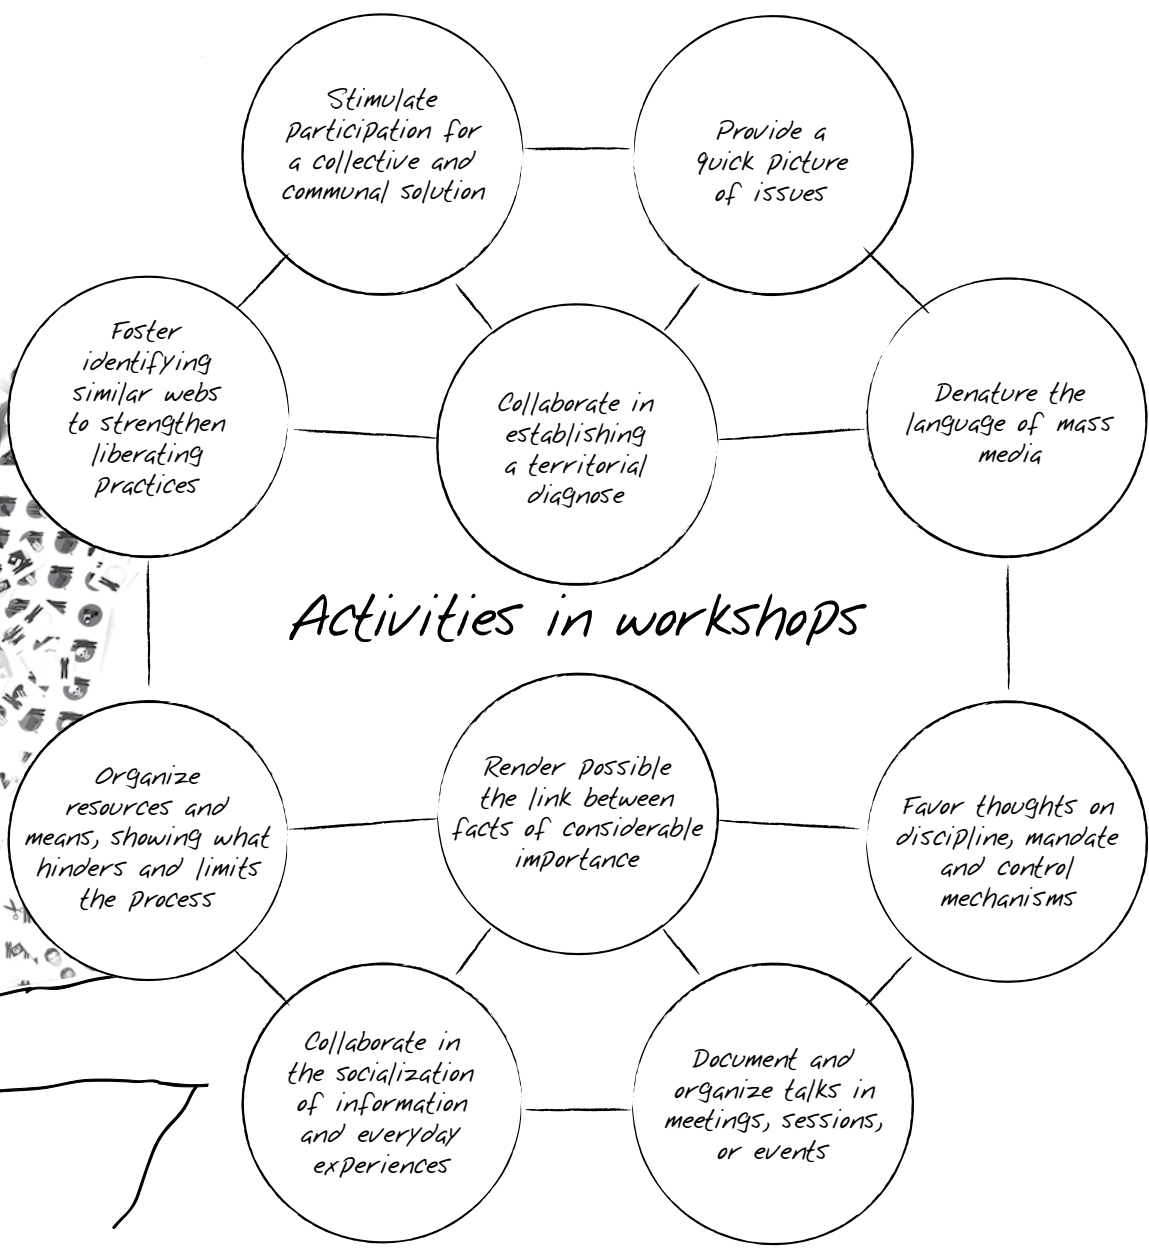 Stimulate
participation for
a collective and
communal solution
Provide a
quick picture
of issues
Foster
identifying
similar webs
to strengthen
liberating
practices
Collaborate in
establishing
a territorial
diagnose
Denature the
language of mass
media
Activities in workshops
Organize
resources and
means, showing what
hinders and limits
the process
Render possible
the link between
facts of considerable
importance
Favor thoughts on
discipline, mandate
and control
mechanisms
Collaborate in
the socialization
of information
and everyday
experiences
Document and
organize talks in
meetings, sessions,
or events